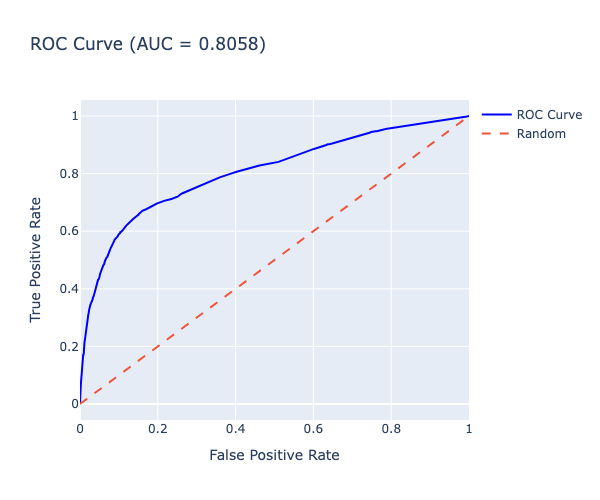 ROC Curve (AUC = 0.8058)
ROC Curve
Random
1
0.8
0.6
0.4
0.2
0
True Positive Rate
0 0.2 0.4 0.6 0.8 1
False Positive Rate